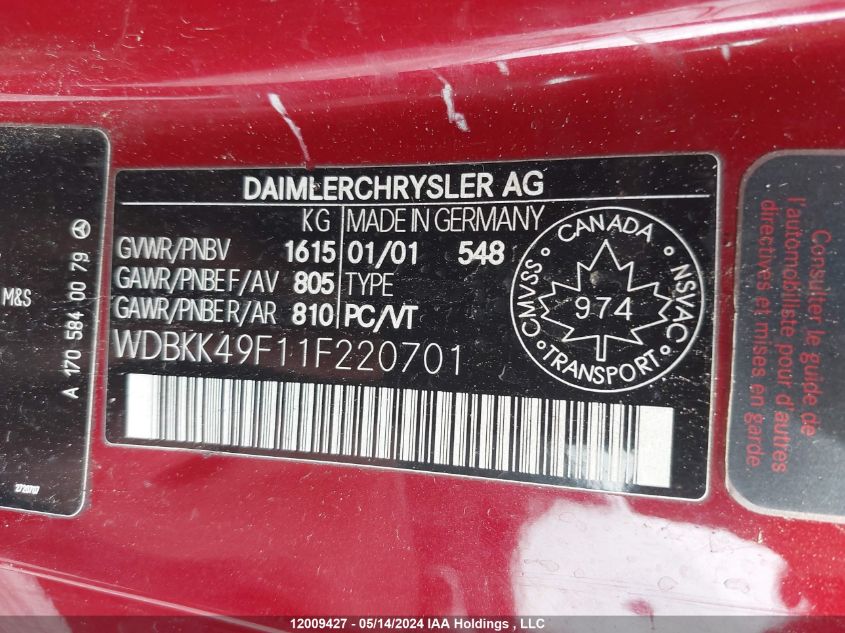 M&S
A 170 584 00 79
2720707
DAIMLERCHRYSLER AG
KG MADE IN GERMANY
GVWR/PNBV 1615 01/01 548
GAWR/PNBE F/AV 805 TYPE
GAWR/PNBE R/AR 810 PC/VT
WDBKK49F11F220701
CANADA
CMVSS NSVAC
974
TRANSPORT
Consulter le guide de
l'automobiliste pour d'autres
directives et mises en garde
12009427 - 05/14/2024 IAA Holdings , LLC